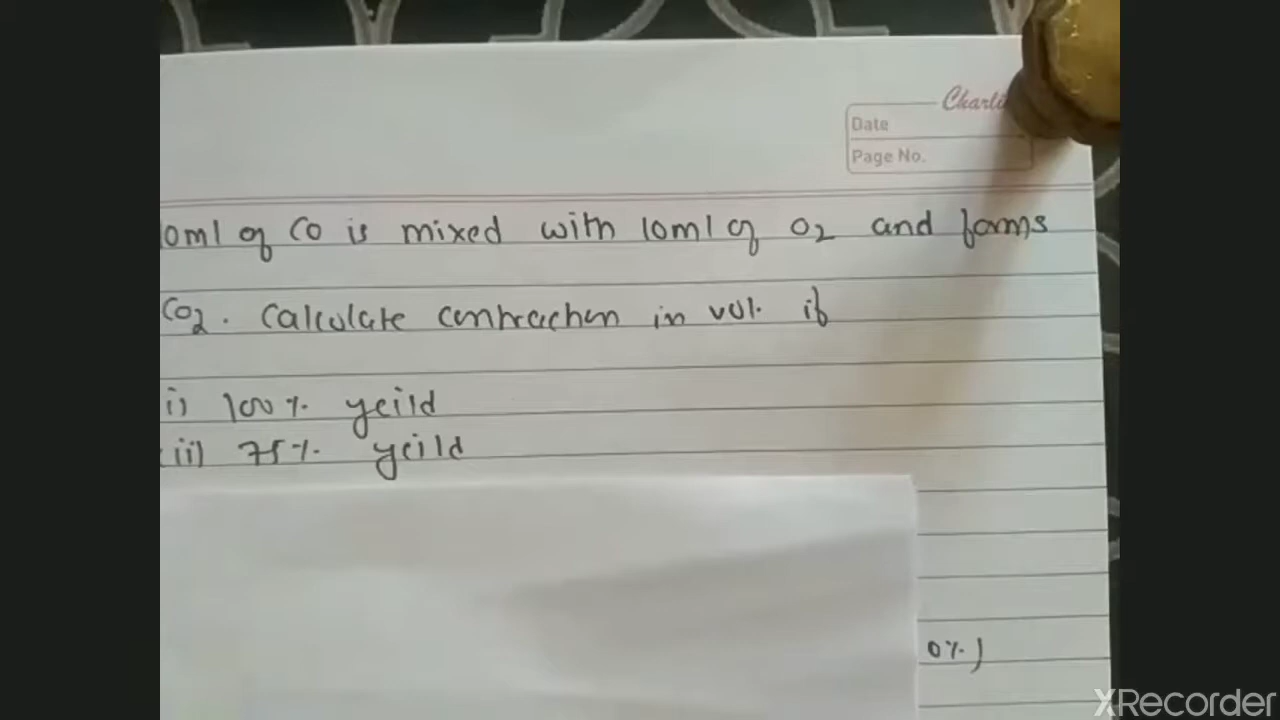 Charli
Date
Page No.
0ml of CO is mixed with 10ml of O2 and forms
CO2. Calculate contraction in vol. if
i) 100% yeild
ii) 75% yeild
0%)
XRecorder